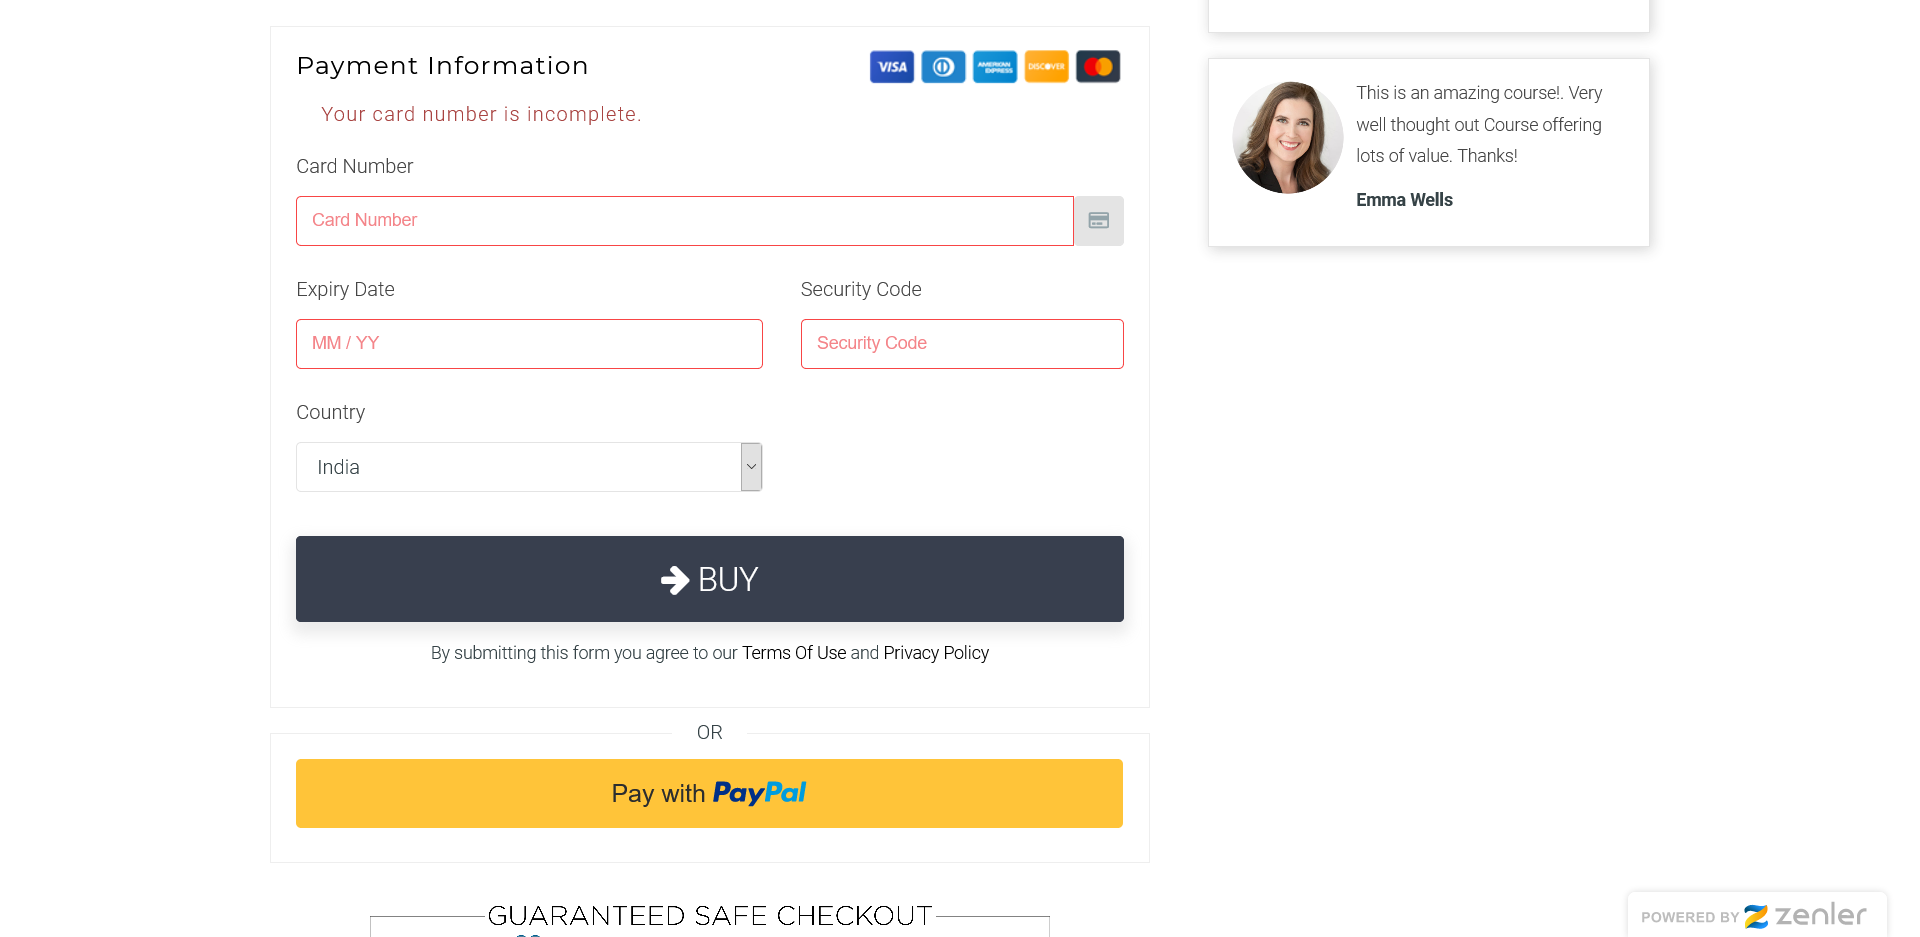 Payment Information
VISA
AMERICAN EXPRESS
DISCOVER
Your card number is incomplete.
Card Number
Card Number
Expiry Date
Security Code
MM / YY
Security Code
Country
India
BUY
By submitting this form you agree to our Terms Of Use and Privacy Policy
OR
Pay with PayPal
GUARANTEED SAFE CHECKOUT
This is an amazing course!. Very
well thought out Course offering
lots of value. Thanks!
Emma Wells
POWERED BY zenler